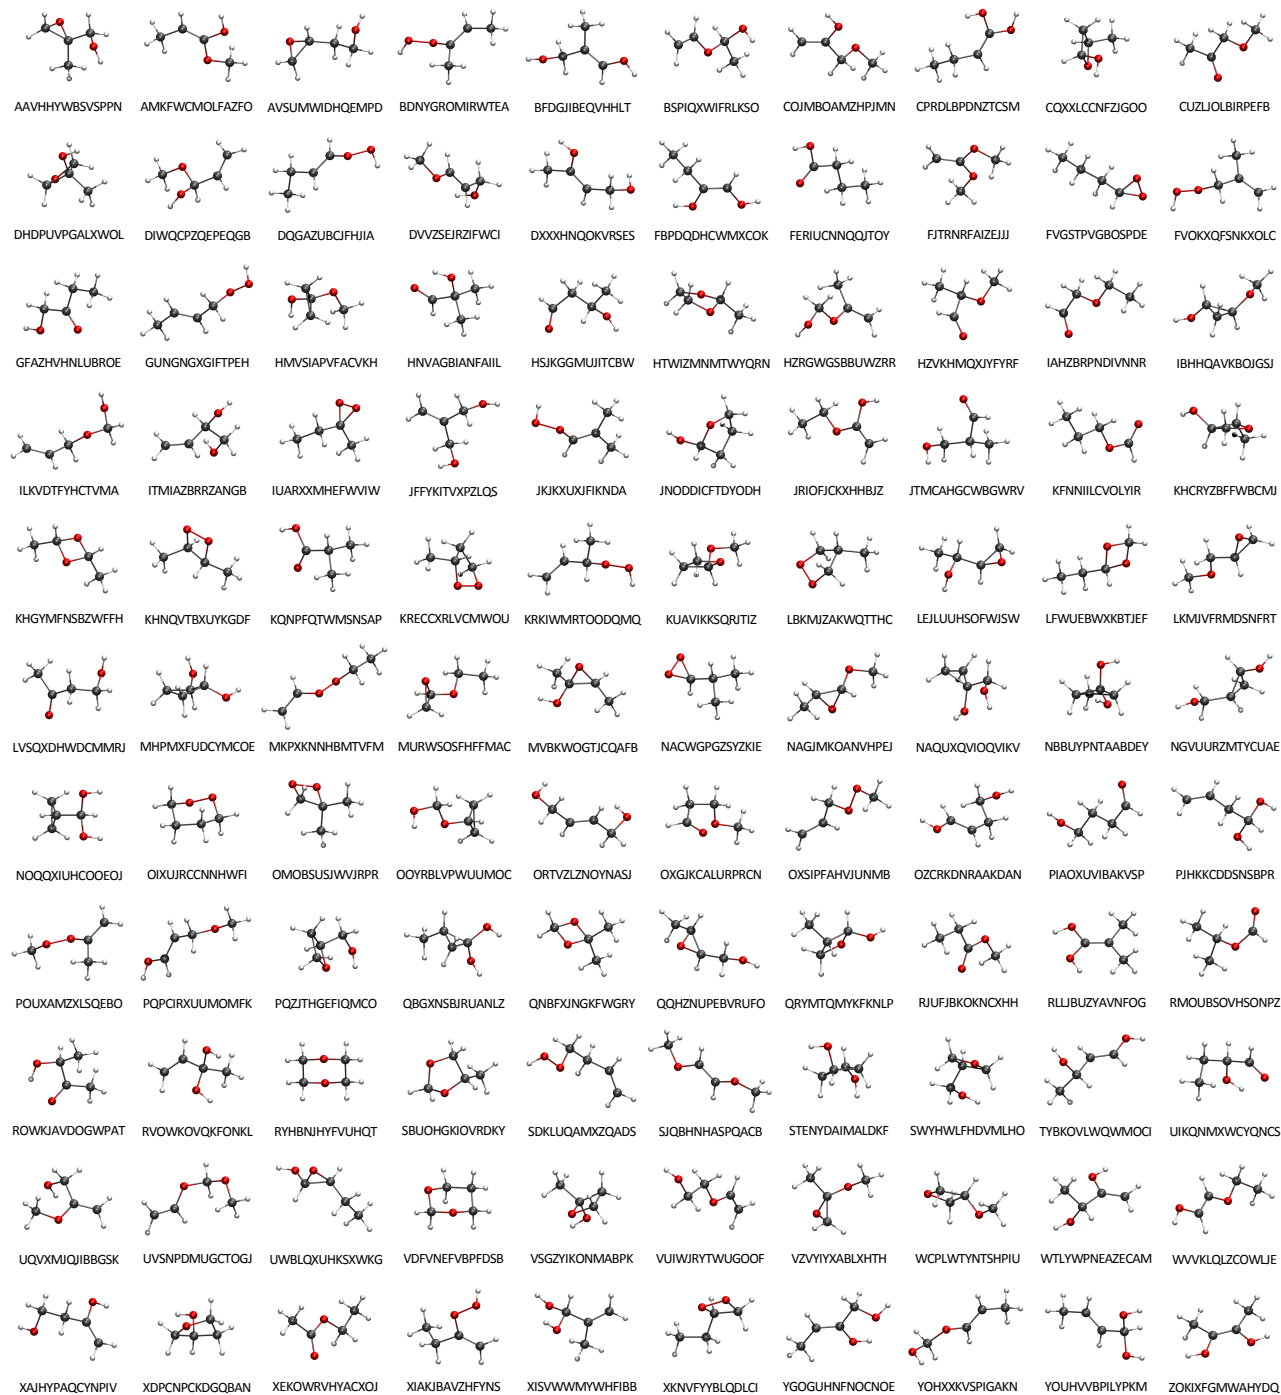 AAVHHYWBSVSPPN AMKFWCMOLFAZFO AVSUMWIDHQEMPD BDNYGROMIRWTEA BFDGJIBEQVHHLT BSPIQXWIFRLKSO COJMBOAMZHPJMN CPRDLBPDNZTCSM CQXXLCCNFZJGOO CUZLJOLBIRPEFB
DHDPUVPGALXWOL DIWQCPZQEPEQGB DQGAZUBCJFHJIA DVVZSEJRZIFWCI DXXXHNQOKVRSES FBPDQDHCWMXCOK FERIUCNNQQJTOY FJTRNRFAIZEJJJ FVGSTPVGBOSPDE FVOKXQFSNKXOLC
GFAZHVHNLUBROE GUNGNGXGIFTPEH HMVSIAPVFACVKH HNVAGBIANFAIIL HSJKGGMUJITCBW HTWIZMNMTWYQRN HZRGWGSBBUWZRR HZVKHMQXJYFYRF IAHZBRPNDIVNNR IBHHQAVKBOJGSJ
ILKVDTFYHCTVMA ITMIAZBRRZANGB IUARXXMHEFWVIW JFFYKITVXPZLQS JKJKXUXJFIKNDA JNODDICFTDYODH JRIOFJCKXHHBJZ JTMCAHGCWBGWRV KFNNIILCVOLYIR KHCRYZBFFWBCMJ
KHGYMFNSBZWFFH KHNQVTBXUYKGDF KQNPFQTWMSNSAP KRECCXRLVCMWOU KRKIWMRTOODQMQ KUAVIKKSQRJTIZ LBKMJZAKWQTTHC LEJLUUHSOFWJSW LFWUEBWXKBTJEF LKMJVFRMDSNFRT
LVSQXDHWDCMMRJ MHPMXFUDCYMCOE MKPXKNNHBMTVFM MURWSOSFHFFMAC MVBKWOGTJCQAFB NACWGPGZSYZKIE NAGJMKOANVHPEJ NAQUXQVIOQVIKV NBBUYPNTAABDEY NGVUURZMTYCUAE
NOQQXIUHCOOEOJ OIXUJRCCNNHWFI OMOBSUSJWVJRPR OOYRBLVPWUUMOC ORTVZLZNOYNASJ OXGJKCALURPRCN OXSIPFAHVJUNMB OZCRKDNRAAKDAN PIAOXUVIBAKVSP PJHKKCDDSNSBPR
POUXAMZXLSQEBO PQPCIRXUUMOMFK PQZJTHGEFIQMCO QBGXNSBJRUANLZ QNBFXJNGKFWGRY QQHZNUPEBVRUFO QRYMTQMYKFKNLP RJUFJBKOKNCXHH RLLJBUZYAVNFOG RMOUBSOVHSONPZ
ROWKJAVDOGWPAT RVOWKOVQKFONKL RYHBNJHYFVUHQT SBUOHGKIOVRDKY SDKLUQAMXZQADS SJQBHNHASPQACB STENYDAIMALDKF SWYHWLFHDVMLHO TYBKOVLWQWMOCI UIKQNMXWCYQNCS
UQVXMJQJIBBGSK UVSNPDMUGCTOGJ UWBLQXUHKSXWKG VDFVNEFVBPFDSB VSGZYIKONMABPK VUIWJRYTWUGOOF VZVYIYXABLXHTH WCPLWTYNTSHPIU WTLYWPNEAZECAM WVVKLQLZCOWLJE
XAJHYPAQCYNPIV XDPCNPCKDGQBAN XEKOWRVHYACXOJ XIAKJBAVZHFYNS XISVWWMYWHFIBB XKNVFYYBLQDLCI YGOGUHNFNOCNOE YOHXXKVSPIGAKN YOUHVVBPILYPKM ZOKIXFGMWAHYDQ